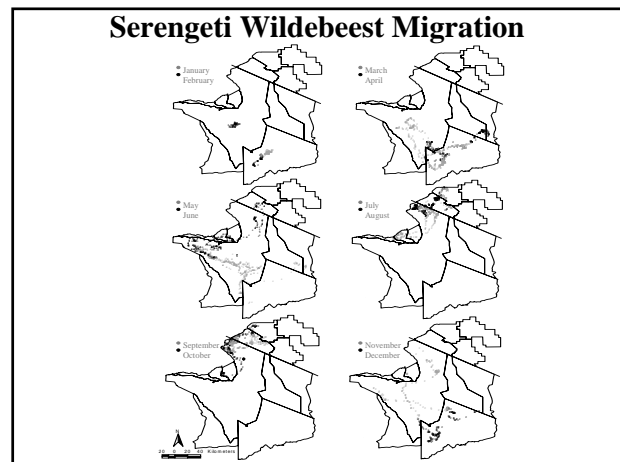 Serengeti Wildebeest Migration
January
February
March
April
May
June
July
August
September
October
November
December
N
20 0 20 40 Kilometers